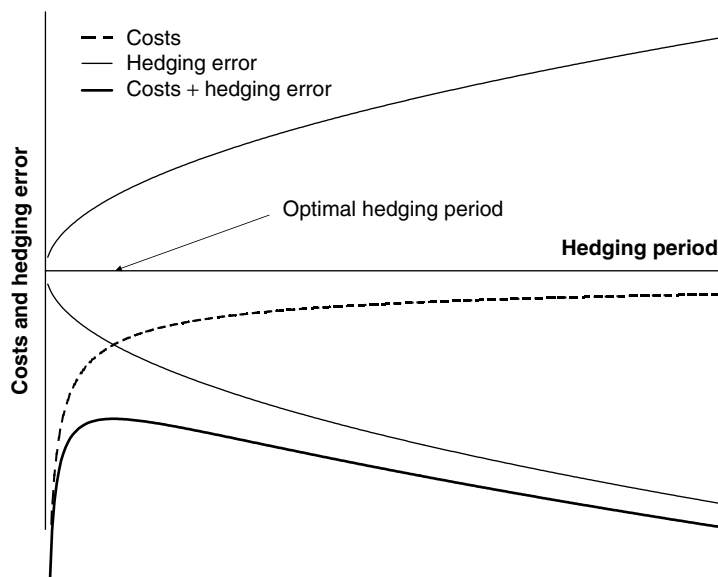 Costs
Hedging error
Costs + hedging error
Optimal hedging period
Hedging period
Costs and hedging error